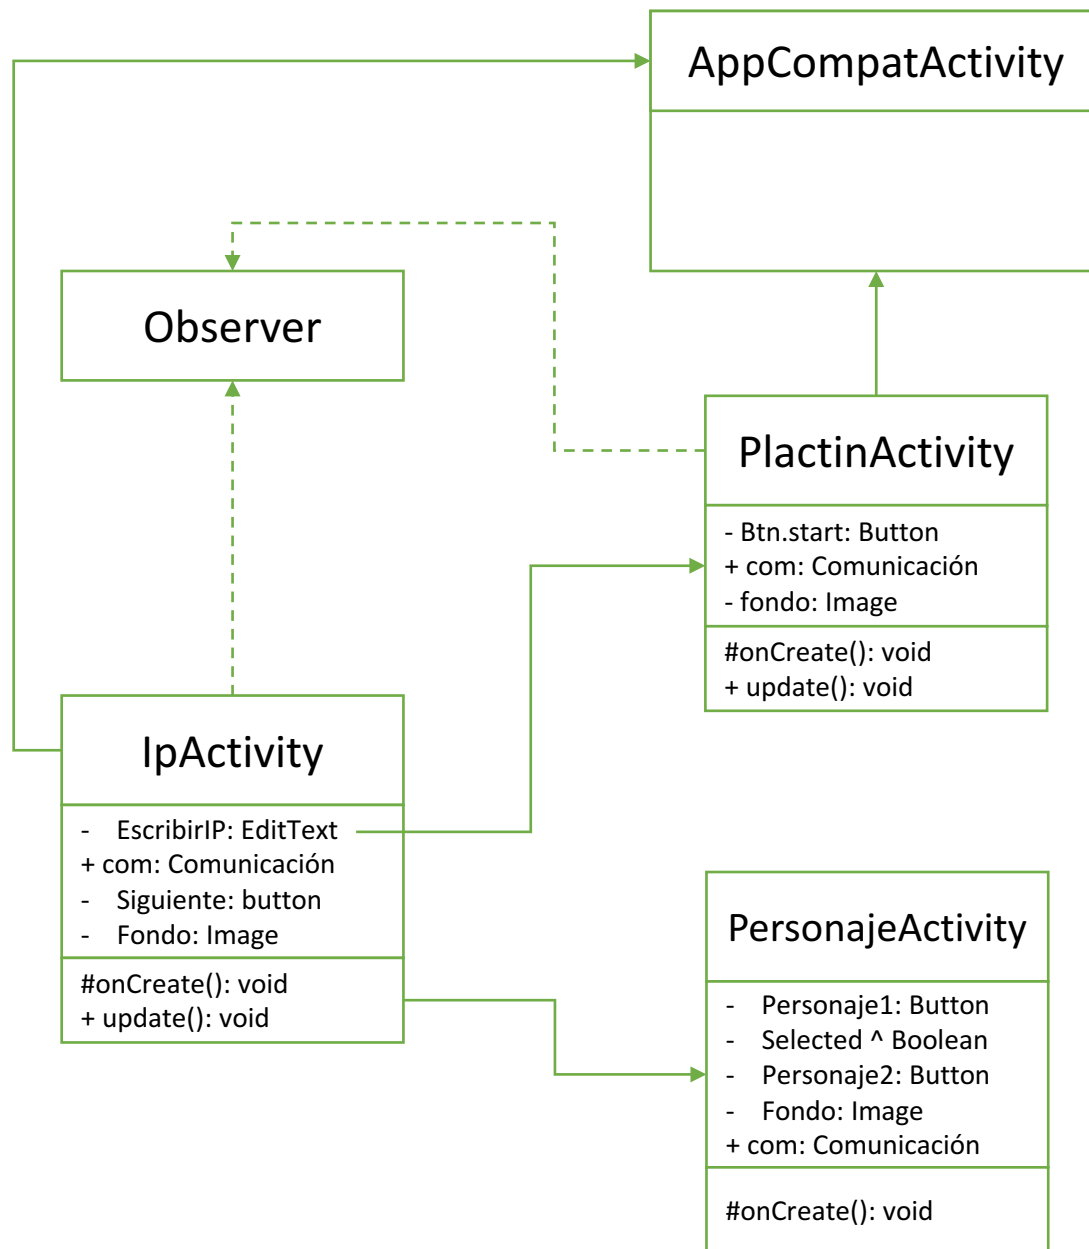 AppCompatActivity
Observer
PlactinActivity
- Btn.start: Button
+ com: Comunicación
- fondo: Image
#onCreate(): void
+ update(): void
IpActivity
- EscribirIP: EditText
+ com: Comunicación
- Siguiente: button
- Fondo: Image
#onCreate(): void
+ update(): void
PersonajeActivity
- Personaje1: Button
- Selected ^ Boolean
- Personaje2: Button
- Fondo: Image
+ com: Comunicación
#onCreate(): void